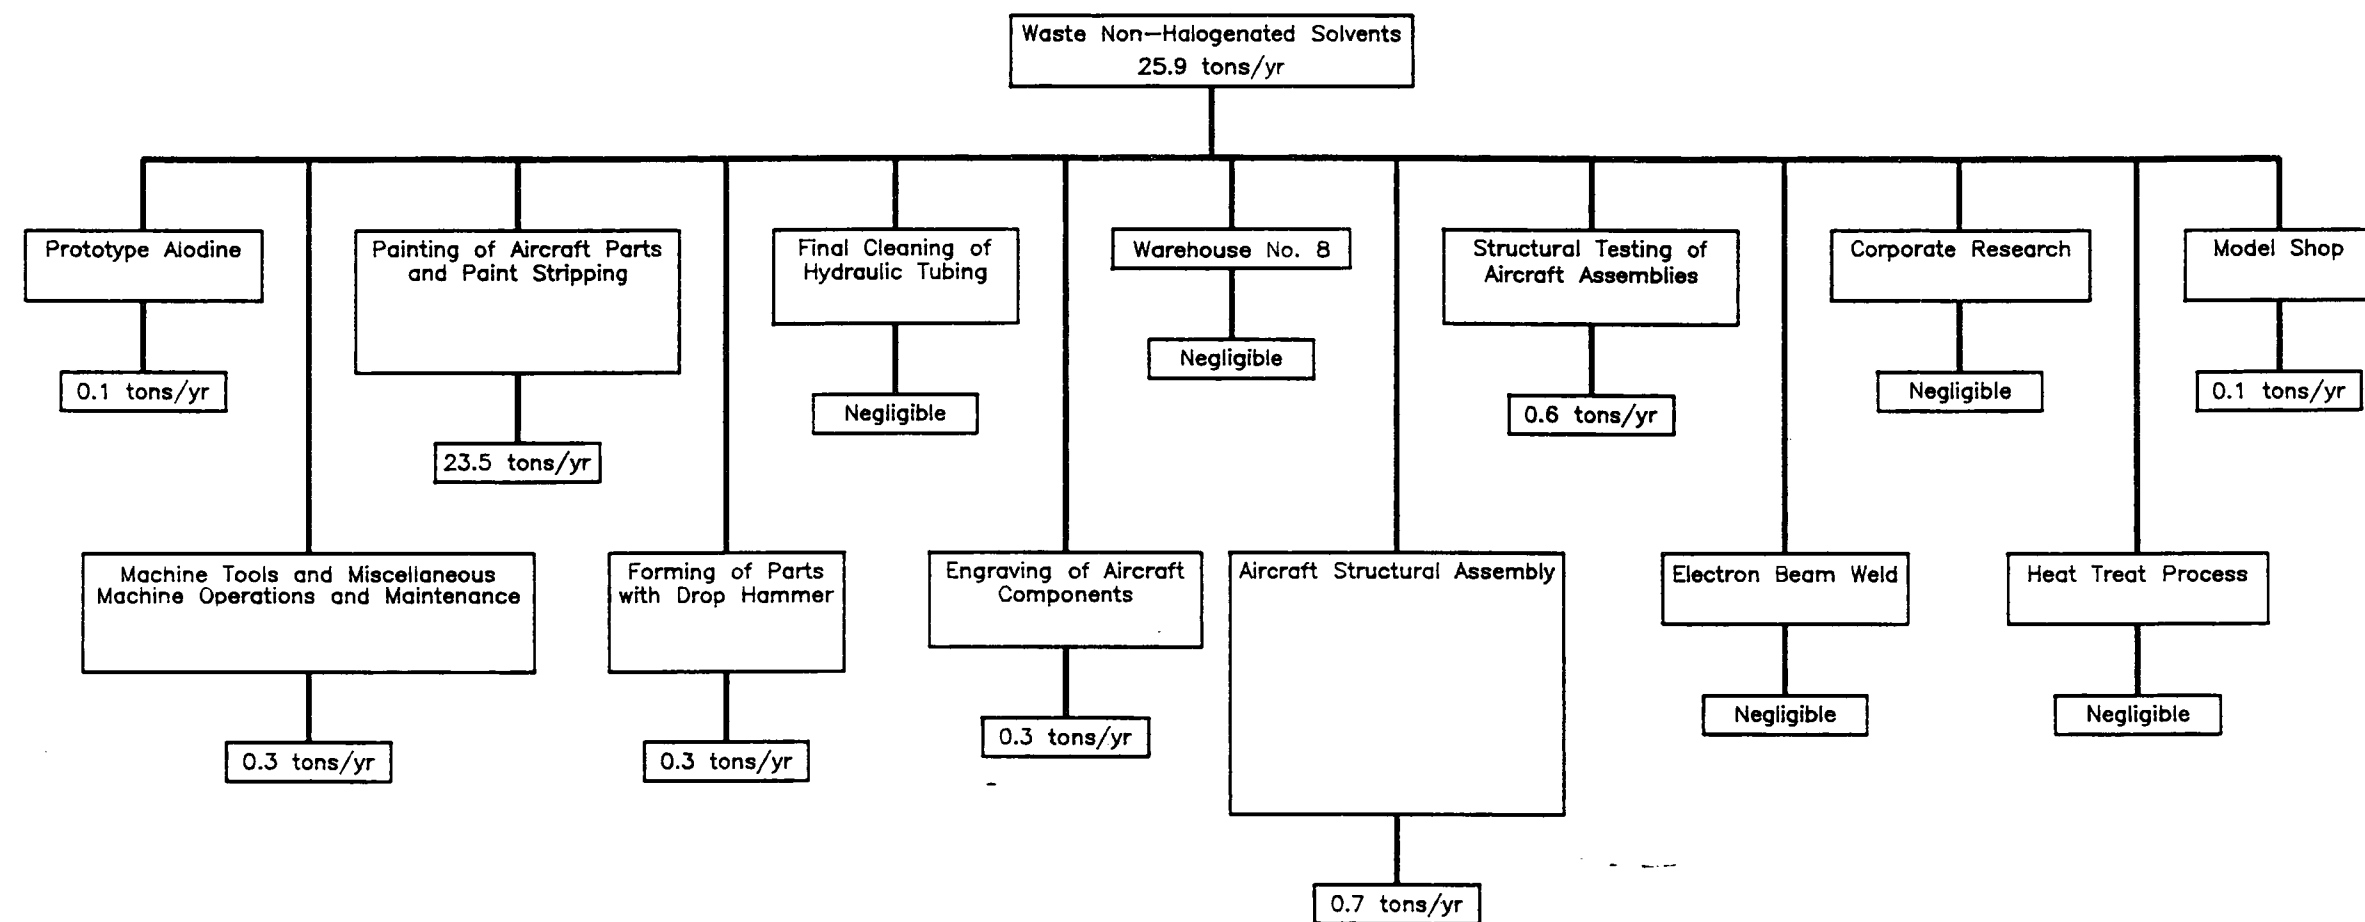 Waste Non-Halogenated Solvents
25.9 tons/yr
Prototype Alodine
0.1 tons/yr
Machine Tools and Miscellaneous
Machine Operations and Maintenance
0.3 tons/yr
Painting of Aircraft Parts
and Paint Stripping
23.5 tons/yr
Forming of Parts
with Drop Hammer
0.3 tons/yr
Final Cleaning of
Hydraulic Tubing
Negligible
Engraving of Aircraft
Components
0.3 tons/yr
Warehouse No. 8
Negligible
Aircraft Structural Assembly
0.7 tons/yr
Structural Testing of
Aircraft Assemblies
0.6 tons/yr
Electron Beam Weld
Negligible
Corporate Research
Negligible
Heat Treat Process
Negligible
Model Shop
0.1 tons/yr